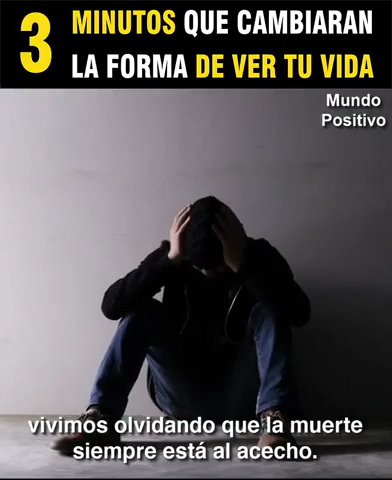 3 MINUTOS QUE CAMBIARAN
LA FORMA DE VER TU VIDA
Mundo
Positivo
vivimos olvidando que la muerte
siempre está al acecho.